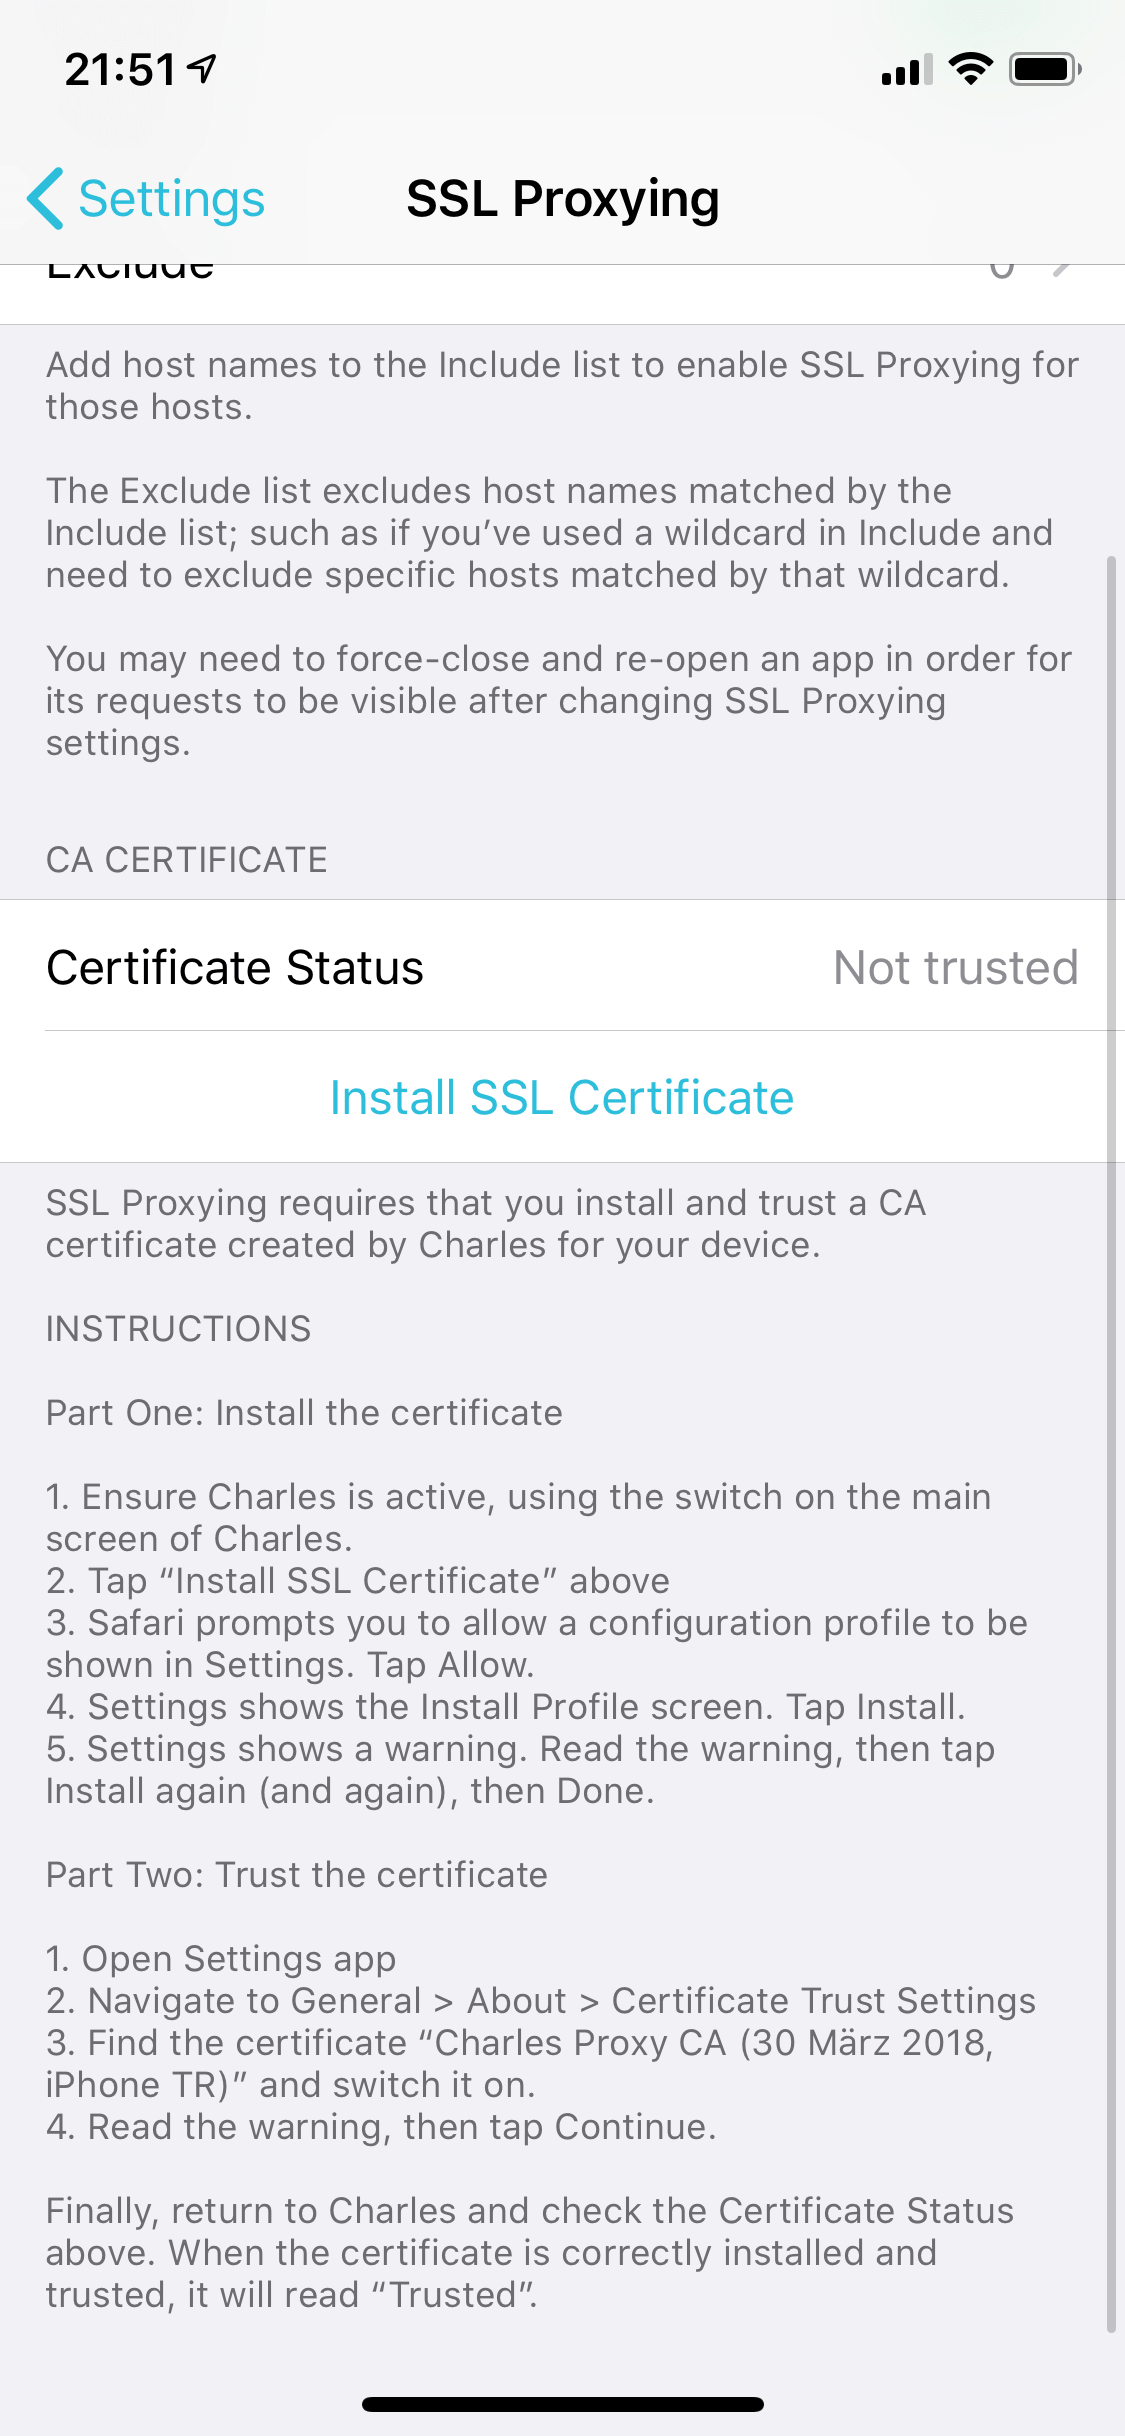 21:51
Settings
SSL Proxying
Exclude
0
Add host names to the Include list to enable SSL Proxying for
those hosts.
The Exclude list excludes host names matched by the
Include list; such as if you’ve used a wildcard in Include and
need to exclude specific hosts matched by that wildcard.
You may need to force-close and re-open an app in order for
its requests to be visible after changing SSL Proxying
settings.
CA CERTIFICATE
Certificate Status
Not trusted
Install SSL Certificate
SSL Proxying requires that you install and trust a CA
certificate created by Charles for your device.
INSTRUCTIONS
Part One: Install the certificate
1. Ensure Charles is active, using the switch on the main
screen of Charles.
2. Tap “Install SSL Certificate” above
3. Safari prompts you to allow a configuration profile to be
shown in Settings. Tap Allow.
4. Settings shows the Install Profile screen. Tap Install.
5. Settings shows a warning. Read the warning, then tap
Install again (and again), then Done.
Part Two: Trust the certificate
1. Open Settings app
2. Navigate to General > About > Certificate Trust Settings
3. Find the certificate “Charles Proxy CA (30 März 2018,
iPhone TR)” and switch it on.
4. Read the warning, then tap Continue.
Finally, return to Charles and check the Certificate Status
above. When the certificate is correctly installed and
trusted, it will read “Trusted”.